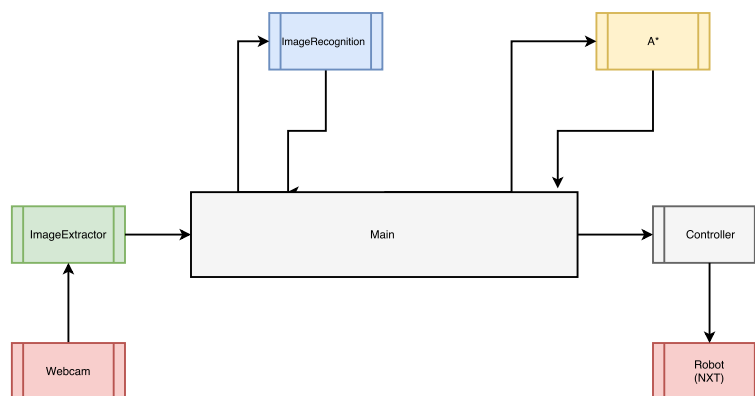 ImageRecognition
A*
ImageExtractor
Main
Controller
Webcam
Robot
(NXT)